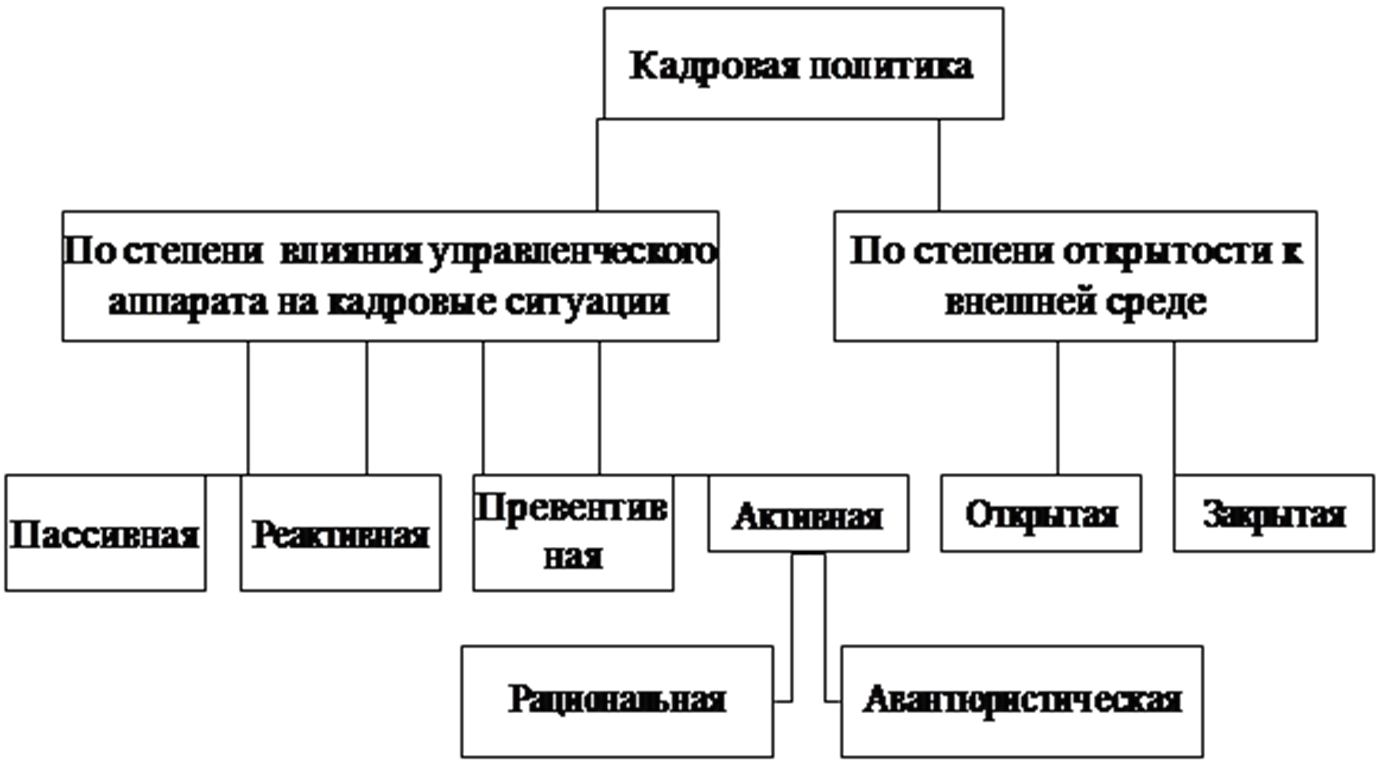 Кадровая политика
По степени влияния управленческого
аппарата на кадровые ситуации
По степени открытости к
внешней среде
Пассивная
Реактивная
Превентив
ная
Активная
Открытая
Закрытая
Рациональная
Авантюристическая